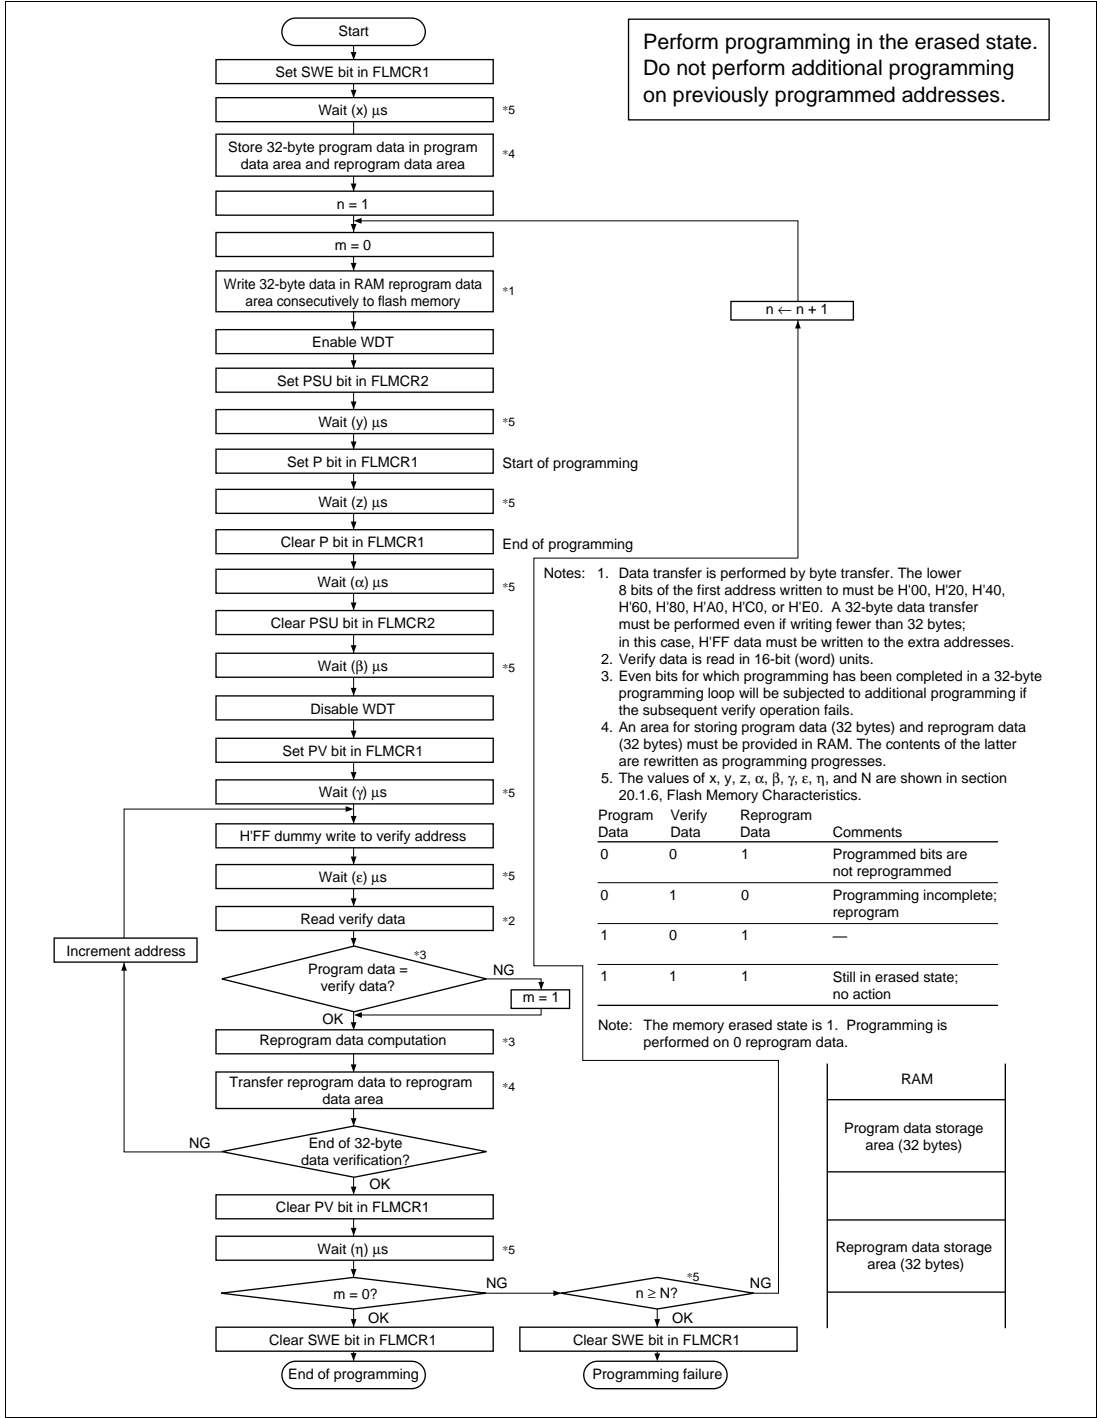 Start
Perform programming in the erased state.
Do not perform additional programming
on previously programmed addresses.
Set SWE bit in FLMCR1
Wait (x) μs
*5
Store 32-byte program data in program
data area and reprogram data area
*4
n = 1
m = 0
Write 32-byte data in RAM reprogram data
area consecutively to flash memory
*1
n ← n + 1
Enable WDT
Set PSU bit in FLMCR2
Wait (y) μs
*5
Set P bit in FLMCR1
Start of programming
Wait (z) μs
*5
Clear P bit in FLMCR1
End of programming
Wait (α) μs
*5
Clear PSU bit in FLMCR2
Wait (β) μs
*5
Disable WDT
Set PV bit in FLMCR1
Wait (γ) μs
*5
H'FF dummy write to verify address
Wait (ε) μs
*5
Read verify data
*2
Increment address
*3
Program data =
verify data?
NG
m = 1
OK
Reprogram data computation
*3
Transfer reprogram data to reprogram
data area
*4
NG
End of 32-byte
data verification?
OK
Clear PV bit in FLMCR1
Wait (η) μs
*5
m = 0?
NG
*5
n ≥ N?
NG
OK
OK
Clear SWE bit in FLMCR1
Clear SWE bit in FLMCR1
End of programming
Programming failure
Notes: 1. Data transfer is performed by byte transfer. The lower
8 bits of the first address written to must be H'00, H'20, H'40,
H'60, H'80, H'A0, H'C0, or H'E0. A 32-byte data transfer
must be performed even if writing fewer than 32 bytes;
in this case, H'FF data must be written to the extra addresses.
2. Verify data is read in 16-bit (word) units.
3. Even bits for which programming has been completed in a 32-byte
programming loop will be subjected to additional programming if
the subsequent verify operation fails.
4. An area for storing program data (32 bytes) and reprogram data
(32 bytes) must be provided in RAM. The contents of the latter
are rewritten as programming progresses.
5. The values of x, y, z, α, β, γ, ε, η, and N are shown in section
20.1.6, Flash Memory Characteristics.
Program Verify Reprogram
Data Data Data Comments
0 0 1 Programmed bits are
not reprogrammed
0 1 0 Programming incomplete;
reprogram
1 0 1 —
1 1 1 Still in erased state;
no action
Note: The memory erased state is 1. Programming is
performed on 0 reprogram data.
RAM
Program data storage
area (32 bytes)
Reprogram data storage
area (32 bytes)